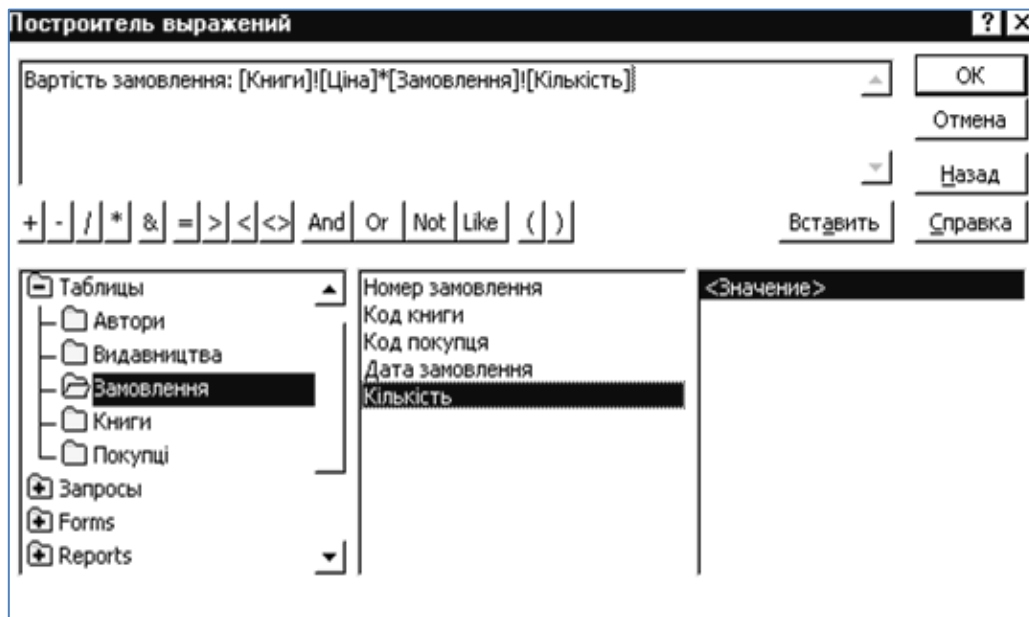 Построитель выражений ? X
Вартість замовлення: [Книги]![Ціна]*[Замовлення]![Кількість]
ОК
Отмена
Назад
+ - / * & = > < <> And Or Not Like ( ) Вставить Справка
Таблицы
Автори
Видавництва
Замовлення
Книги
Покупці
Запросы
Forms
Reports
Номер замовлення
Код книги
Код покупця
Дата замовлення
Кількість
<Значение>